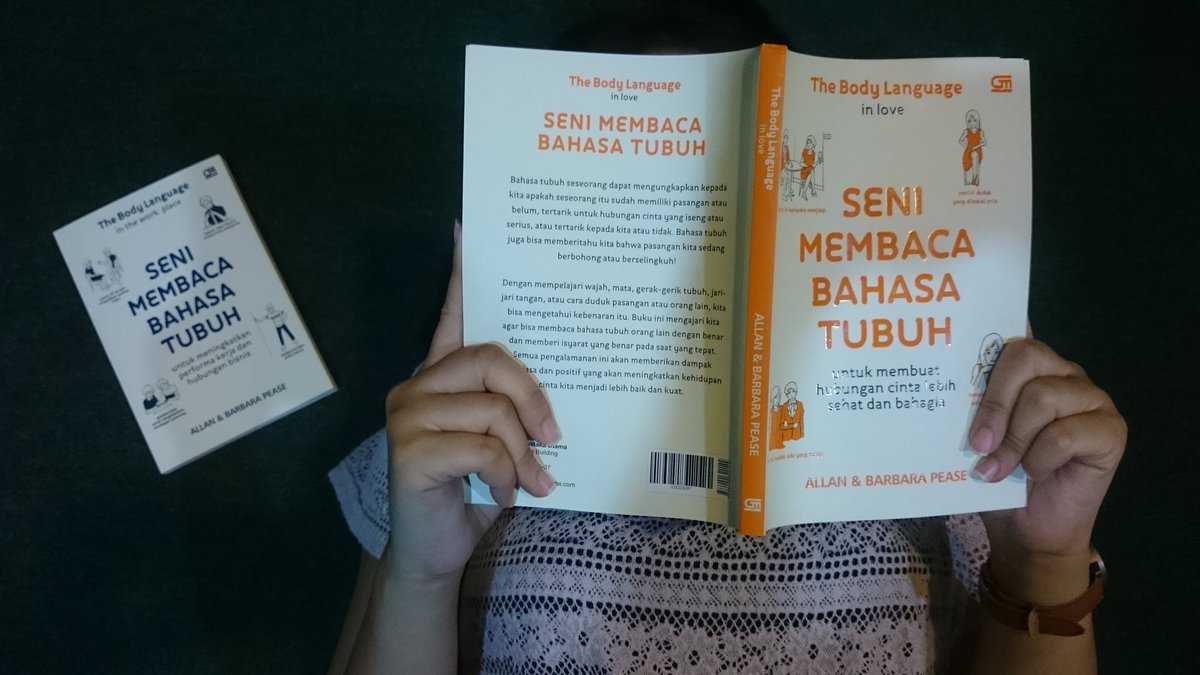 The Body Language
in the work place
SENI
MEMBACA
BAHASA
TUBUH
untuk meningkatkan
performa kerja dan
hubungan bisnis
ALLAN & BARBARA PEASE
The Body Language
in love
SENI MEMBACA
BAHASA TUBUH
Bahasa tubuh seseorang dapat mengungkapkan kepada
kita apakah seseorang itu sudah memiliki pasangan atau
belum, tertarik untuk hubungan cinta yang iseng atau
serius, atau tertarik kepada kita atau tidak. Bahasa tubuh
juga bisa memberitahu kita bahwa pasangan kita sedang
berbohong atau berselingkuh!
Dengan mempelajari wajah, mata, gerak-gerik tubuh, jari-
jari tangan, atau cara duduk pasangan atau orang lain, kita
bisa mengetahui kebenaran itu. Buku ini mengajari kita
agar bisa membaca bahasa tubuh orang lain dengan benar
dan memberi isyarat yang benar pada saat yang tepat.
Semua pengalamanan ini akan memberikan dampak
dan positif yang akan meningkatkan kehidupan
cinta kita menjadi lebih baik dan kuat.
Utama
Building
The Body Language
in love
ALLAN & BARBARA PEASE
The Body Language
in love
SENI
MEMBACA
BAHASA
TUBUH
untuk membuat
hubungan cinta lebih
sehat dan bahagia
ALLAN & BARBARA PEASE